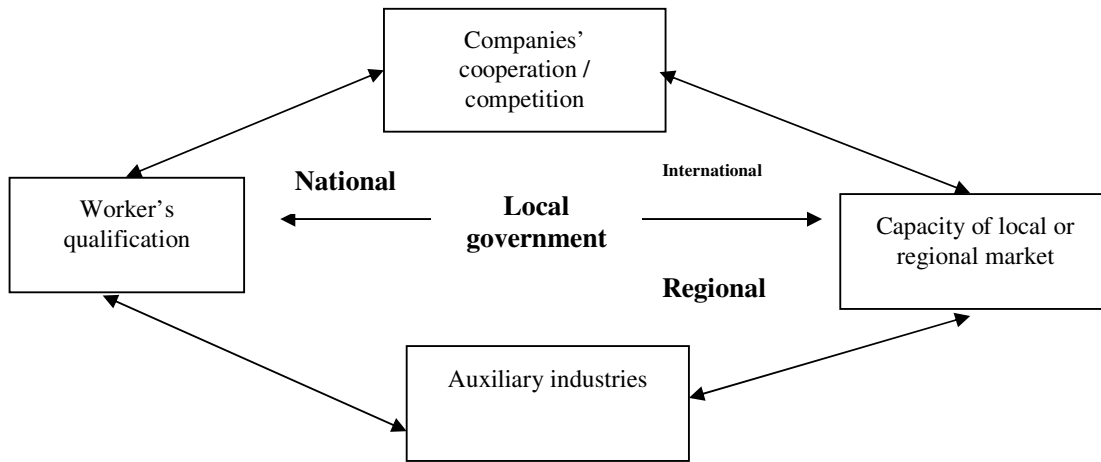 Companies’
cooperation /
competition
National
International
Worker’s
qualification
Local
government
Capacity of local or
regional market
Regional
Auxiliary industries